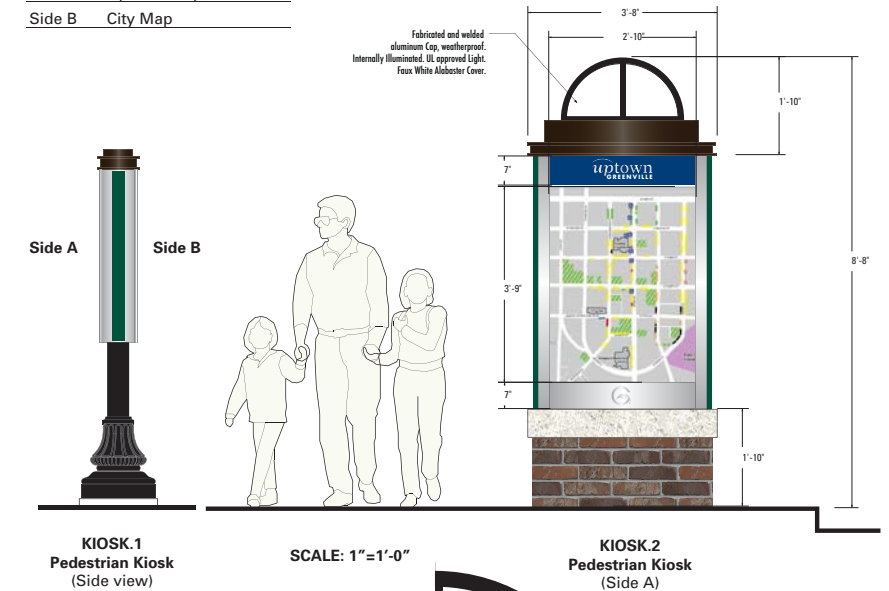 Side B City Map
3'-8"
2'-10"
Fabricated and welded
aluminum Cap, weatherproof.
Internally Illuminated. UL approved Light.
Faux White Alabaster Cover.
1'-10"
7"
uptown
GREENVILLE
Side A
Side B
8'-8"
3'-9"
7"
G
1'-10"
KIOSK.1
Pedestrian Kiosk
(Side view)
SCALE: 1"=1'-0"
KIOSK.2
Pedestrian Kiosk
(Side A)